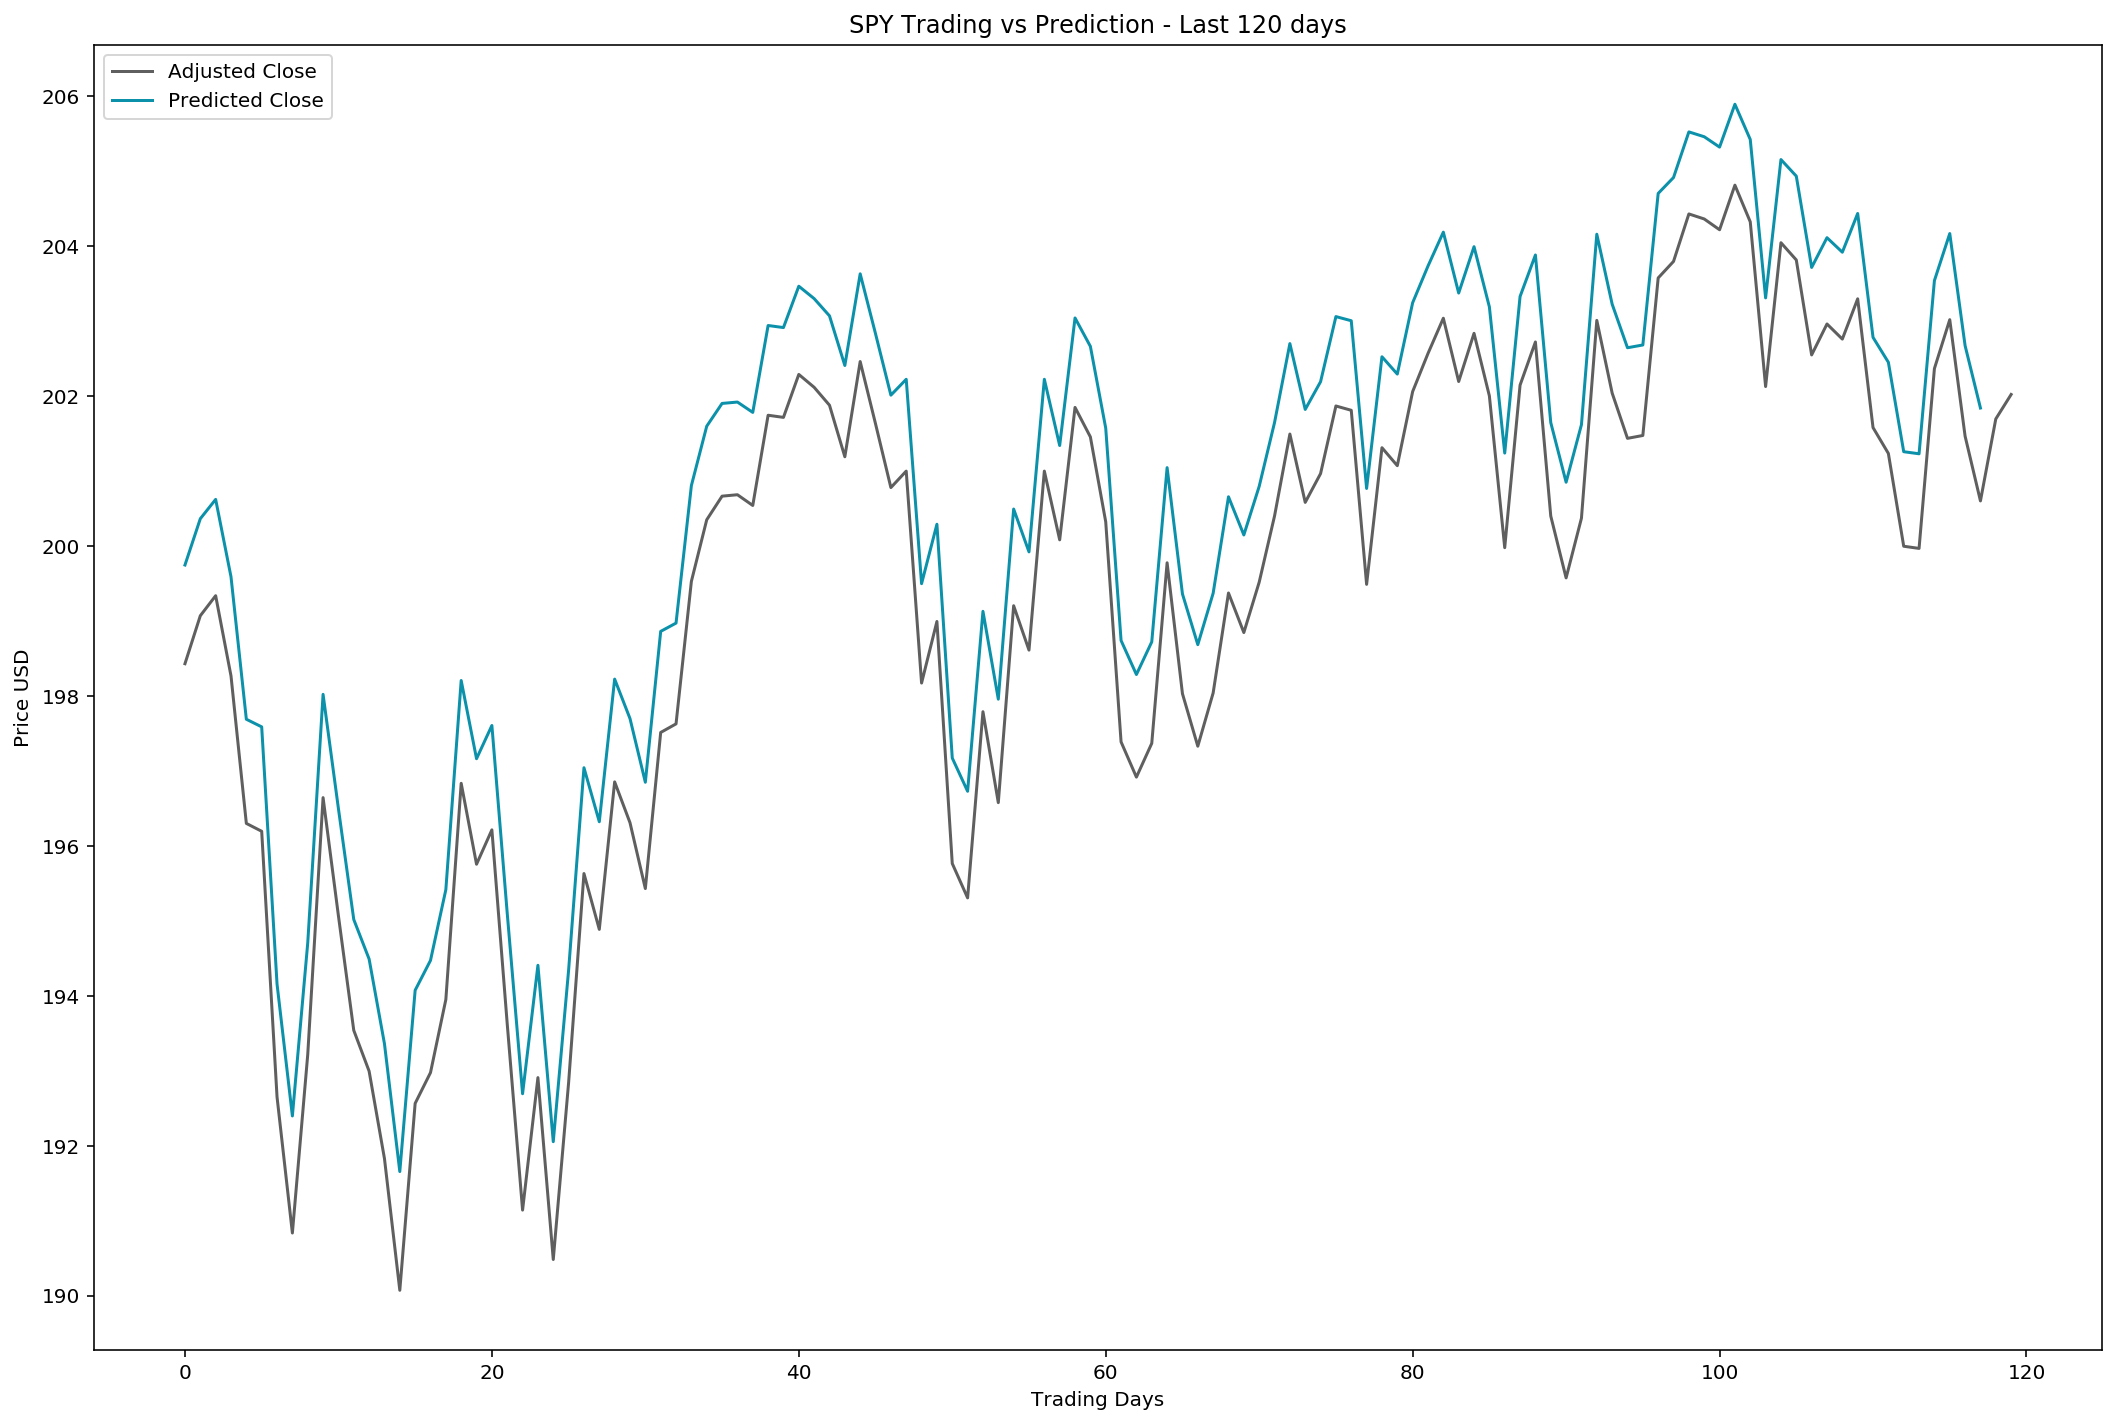 SPY Trading vs Prediction - Last 120 days
Adjusted Close
Predicted Close
206
204
202
200
198
196
194
192
190
Price USD
0 20 40 60 80 100 120
Trading Days